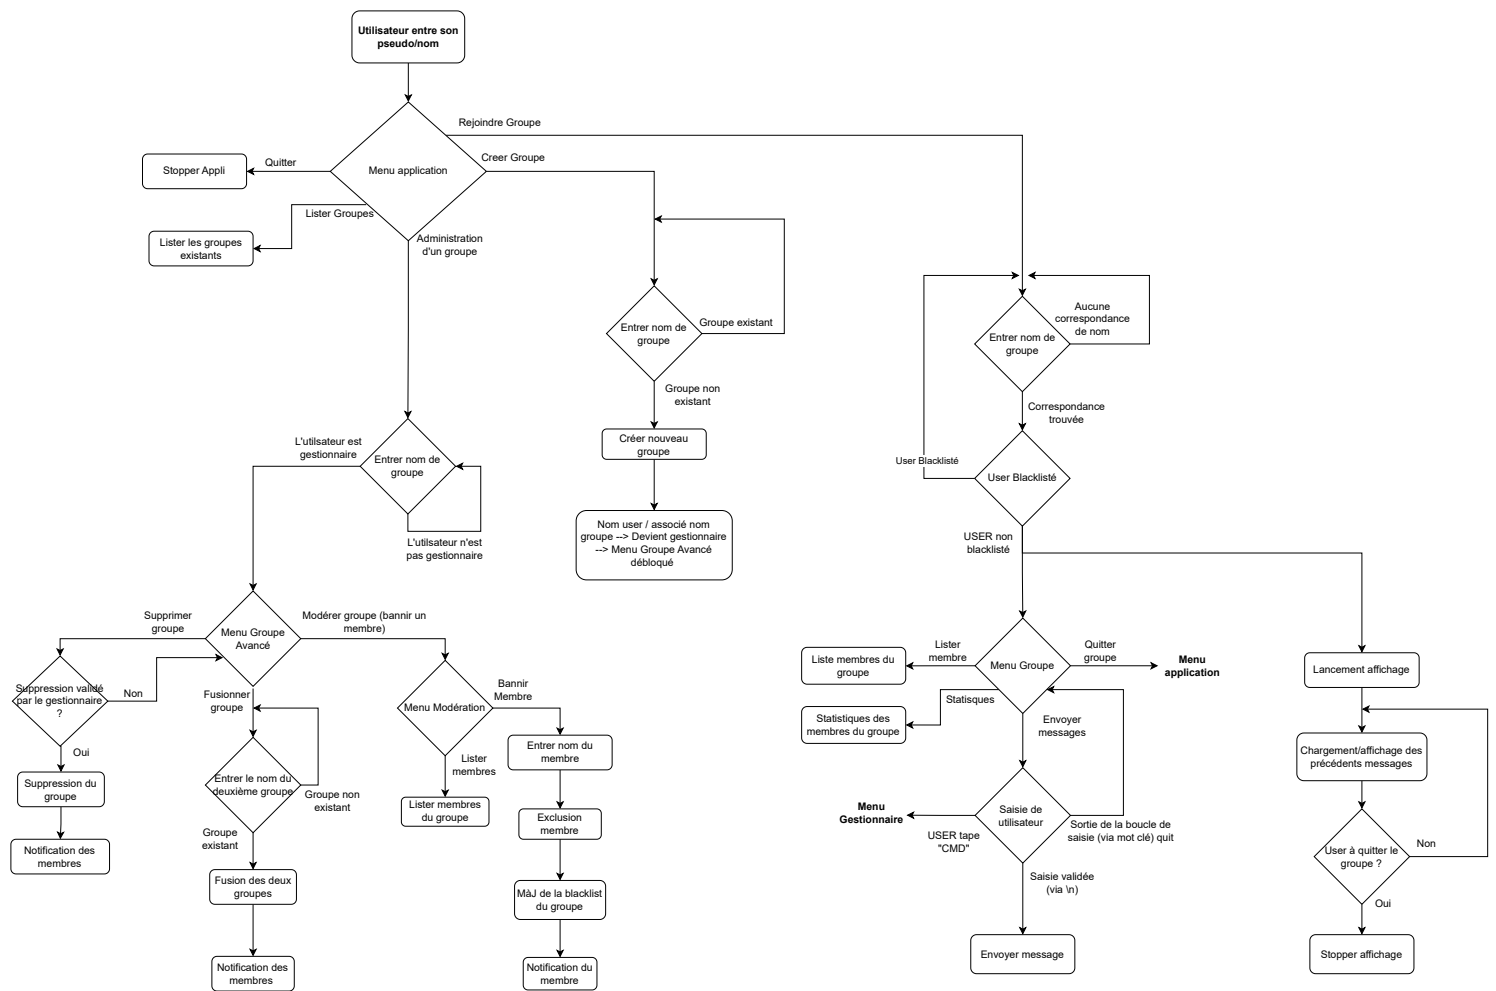 Utilisateur entre son
pseudo/nom
Rejoindre Groupe
Creer Groupe
Quitter
Stopper Appli
Menu application
Lister Groupes
Lister les groupes
existants
Administration
d'un groupe
Entrer nom de
groupe
Groupe existant
Aucune
correspondance
de nom
Entrer nom de
groupe
Groupe non
existant
Correspondance
trouvée
Créer nouveau
groupe
L'utilsateur est
gestionnaire
Entrer nom de
groupe
L'utilsateur n'est
pas gestionnaire
User Blacklisté
User Blacklisté
Nom user / associé nom
groupe --> Devient gestionnaire
--> Menu Groupe Avancé
débloqué
USER non
blacklisté
Supprimer
groupe
Menu Groupe
Avancé
Modérer groupe (bannir un
membre)
Suppression validé
par le gestionnaire
?
Non
Fusionner
groupe
Menu Modération
Bannir
Membre
Oui
Suppression du
groupe
Entrer le nom du
deuxième groupe
Groupe non
existant
Lister
membres
Lister membres
du groupe
Entrer nom du
membre
Exclusion
membre
Notification des
membres
Groupe
existant
Fusion des deux
groupes
MàJ de la blacklist
du groupe
Notification des
membres
Notification du
membre
Liste membres du
groupe
Lister
membre
Menu Groupe
Quitter
groupe
Menu
application
Statisques
Statistiques des
membres du groupe
Envoyer
messages
Menu
Gestionnaire
Saisie de
utilisateur
USER tape
"CMD"
Sortie de la boucle de
saisie (via mot clé) quit
Saisie validée
(via \n)
Envoyer message
Lancement affichage
Chargement/affichage des
précédents messages
User à quitter le
groupe ?
Non
Oui
Stopper affichage